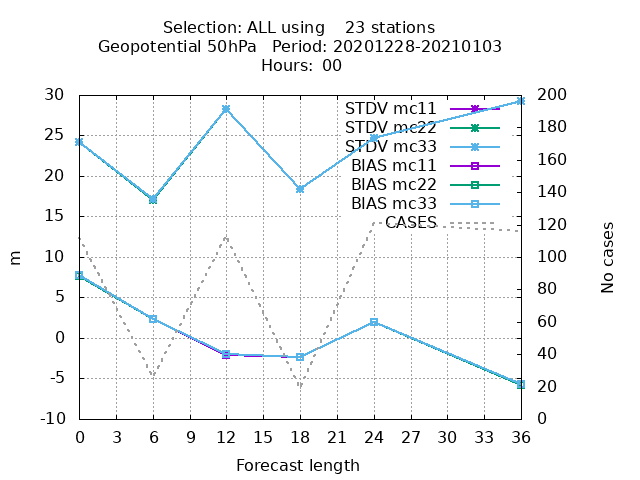 Selection: ALL using    23 stations
Geopotential 50hPa   Period: 20201228-20210103
Hours: 00
30
25
20
15
10
5
0
-5
-10
m
STDV mc11
STDV mc22
STDV mc33
BIAS mc11
BIAS mc22
BIAS mc33
CASES
200
180
160
140
120
100
80
60
40
20
0
No cases
0 3 6 9 12 15 18 21 24 27 30 33 36
Forecast length